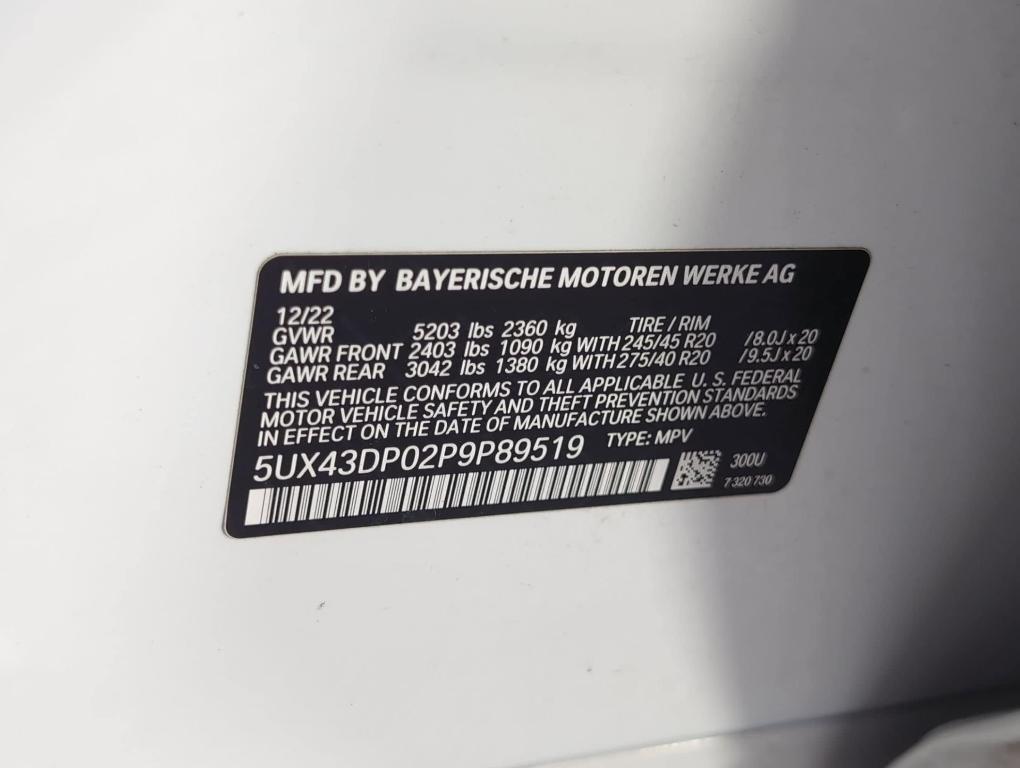 MFD BY BAYERISCHE MOTOREN WERKE AG
12/22
GVWR 5203 lbs 2360 kg TIRE / RIM
GAWR FRONT 2403 lbs 1090 kg WITH 245/45 R20 /8.0J x 20
GAWR REAR 3042 lbs 1380 kg WITH 275/40 R20 /9.5J x 20
THIS VEHICLE CONFORMS TO ALL APPLICABLE U. S. FEDERAL
MOTOR VEHICLE SAFETY AND THEFT PREVENTION STANDARDS
IN EFFECT ON THE DATE OF MANUFACTURE SHOWN ABOVE.
5UX43DP02P9P89519 TYPE: MPV
300U
7 320 730